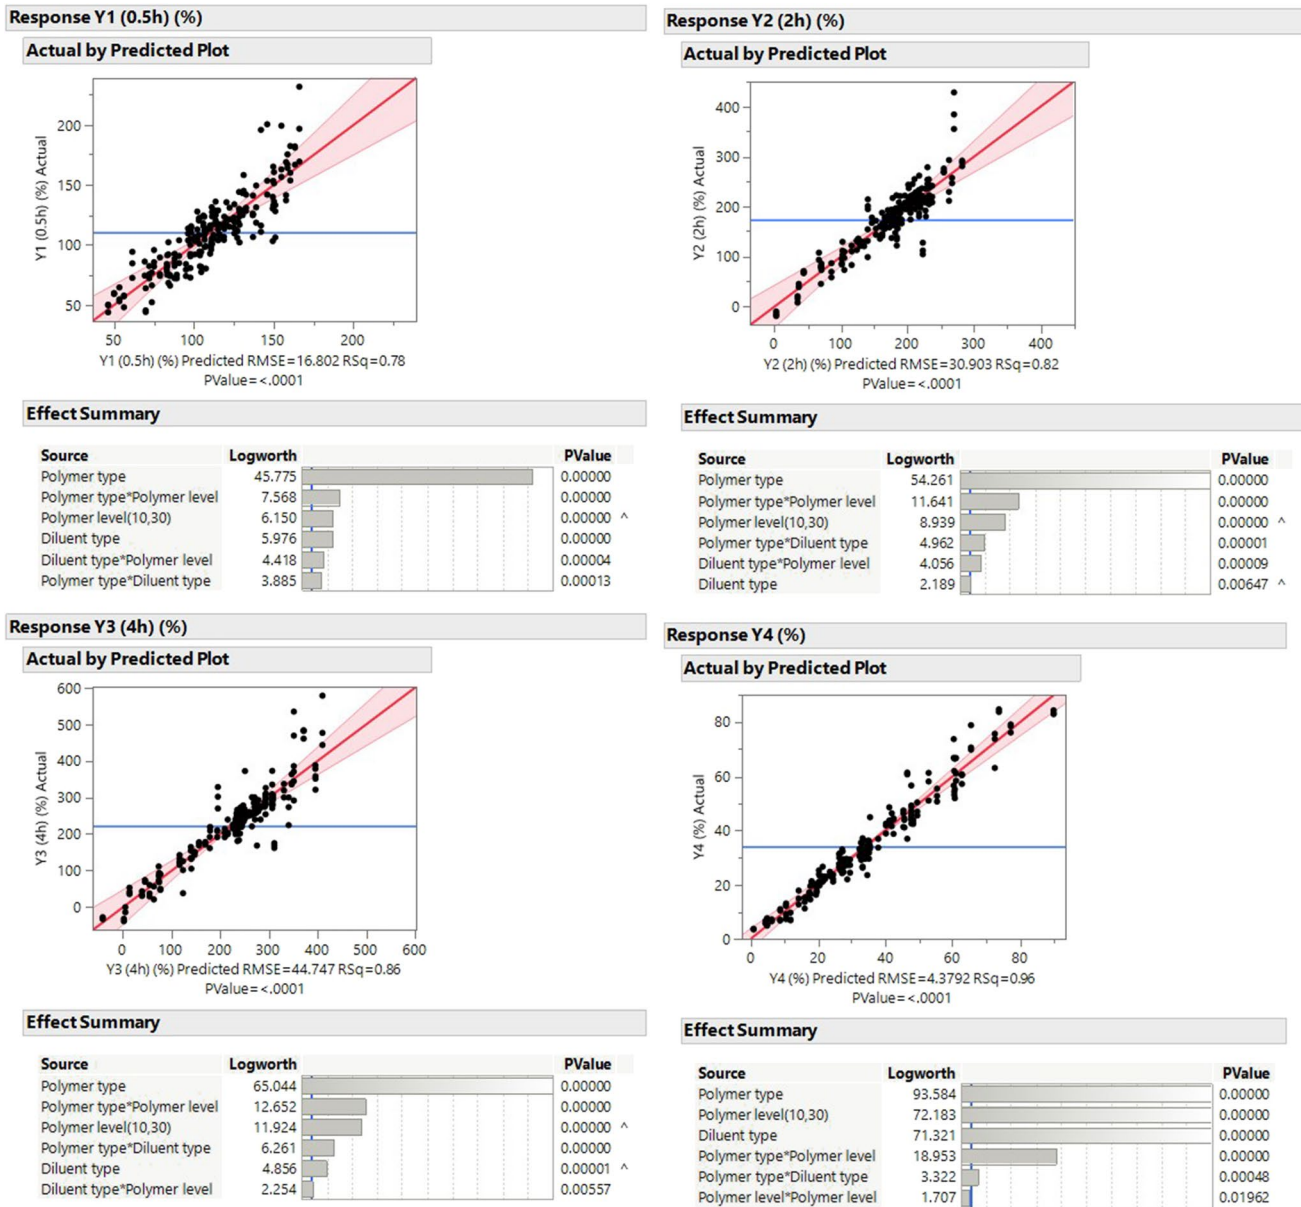 Response Y1 (0.5h) (%)
Actual by Predicted Plot
Y1 (0.5h) (%) Actual
200
150
100
50
50 100 150 200
Y1 (0.5h) (%) Predicted RMSE=16.802 RSq=0.78
PValue=<.0001
Effect Summary
Source Logworth PValue
Polymer type 45.775 0.00000
Polymer type*Polymer level 7.568 0.00000
Polymer level(10,30) 6.150 0.00000 ^
Diluent type 5.976 0.00000
Diluent type*Polymer level 4.418 0.00004
Polymer type*Diluent type 3.885 0.00013
Response Y2 (2h) (%)
Actual by Predicted Plot
Y2 (2h) (%) Actual
400
300
200
100
0
0 100 200 300 400
Y2 (2h) (%) Predicted RMSE=30.903 RSq=0.82
PValue=<.0001
Effect Summary
Source Logworth PValue
Polymer type 54.261 0.00000
Polymer type*Polymer level 11.641 0.00000
Polymer level(10,30) 8.939 0.00000 ^
Polymer type*Diluent type 4.962 0.00001
Diluent type*Polymer level 4.056 0.00009
Diluent type 2.189 0.00647 ^
Response Y3 (4h) (%)
Actual by Predicted Plot
Y3 (4h) (%) Actual
600
500
400
300
200
100
0
0 100 200 300 400 500 600
Y3 (4h) (%) Predicted RMSE=44.747 RSq=0.86
PValue=<.0001
Effect Summary
Source Logworth PValue
Polymer type 65.044 0.00000
Polymer type*Polymer level 12.652 0.00000
Polymer level(10,30) 11.924 0.00000 ^
Polymer type*Diluent type 6.261 0.00000
Diluent type 4.856 0.00001 ^
Diluent type*Polymer level 2.254 0.00557
Response Y4 (%)
Actual by Predicted Plot
Y4 (%) Actual
80
60
40
20
0
0 20 40 60 80
Y4 (%) Predicted RMSE=4.3792 RSq=0.96
PValue=<.0001
Effect Summary
Source Logworth PValue
Polymer type 93.584 0.00000
Polymer level(10,30) 72.183 0.00000
Diluent type 71.321 0.00000
Polymer type*Polymer level 18.953 0.00000
Polymer type*Diluent type 3.322 0.00048
Polymer level*Polymer level 1.707 0.01962